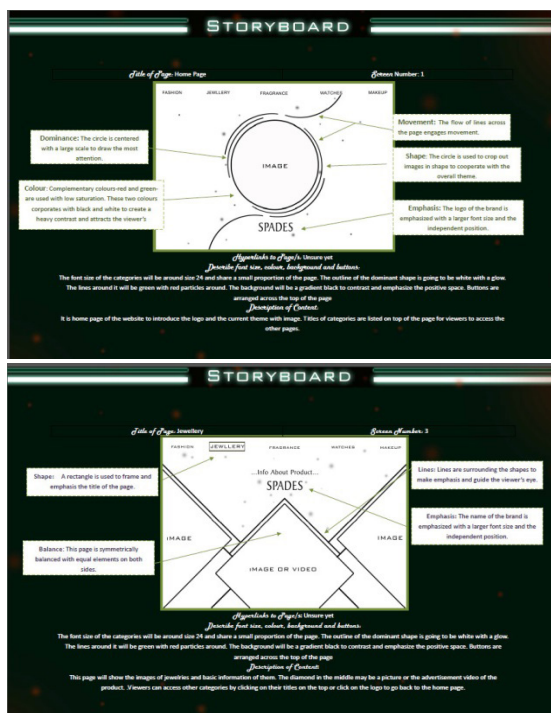 STORYBOARD
Title of Page: Home Page
Screen Number: 1
FASHION JEWELLERY FRAGRANCE WATCHES MAKEUP
Dominance: The circle is centered
with a large scale to draw the most
attention.
Colour: Complementary colours-red and green-
are used with low saturation. These two colours
corporates with black and white to create a
heavy contrast and attracts the viewer's
IMAGE
SPADES
Movement: The flow of lines across
the page engages movement.
Shape: The circle is used to crop out
images in shape to cooperate with the
overall theme.
Emphasis: The logo of the brand is
emphasized with a larger font size and the
independent position.
Hyperlinks to Page/s: Unsure yet
Describe font size, colour, background and buttons:
The font size of the categories will be around size 24 and share a small proportion of the page. The outline of the dominant shape is going to be white with a glow.
The lines around it will be green with red particles around. The background will be a gradient black to contrast and emphasize the positive space. Buttons are
arranged across the top of the page
Description of Content:
It is home page of the website to introduce the logo and the current theme with image. Titles of categories are listed on top of the page for viewers to access the
other pages.
STORYBOARD
Title of Page: Jewellery
Screen Number: 3
FASHION JEWLLERY FRAGRANCE WATCHES MAKEUP
Shape: A rectangle is used to frame and
emphasis the title of the page.
Balance: This page is symmetrically
balanced with equal elements on both
sides.
...Info About Product...
SPADES
IMAGE
IMAGE OR VIDEO
IMAGE
Lines: Lines are surrounding the shapes to
make emphasis and guide the viewer's eye.
Emphasis: The name of the brand is
emphasized with a larger font size and the
independent position.
Hyperlinks to Page/s: Unsure yet
Describe font size, colour, background and buttons:
The font size of the categories will be around size 24 and share a small proportion of the page. The outline of the dominant shape is going to be white with a glow.
The lines around it will be green with red particles around. The background will be a gradient black to contrast and emphasize the positive space. Buttons are
arranged across the top of the page
Description of Content:
This page will show the images of jewelries and basic information of them. The diamond in the middle may be a picture or the advertisement video of the
product. .Viewers can access other categories by clicking on their titles on the top or click on the logo to go back to the home page.